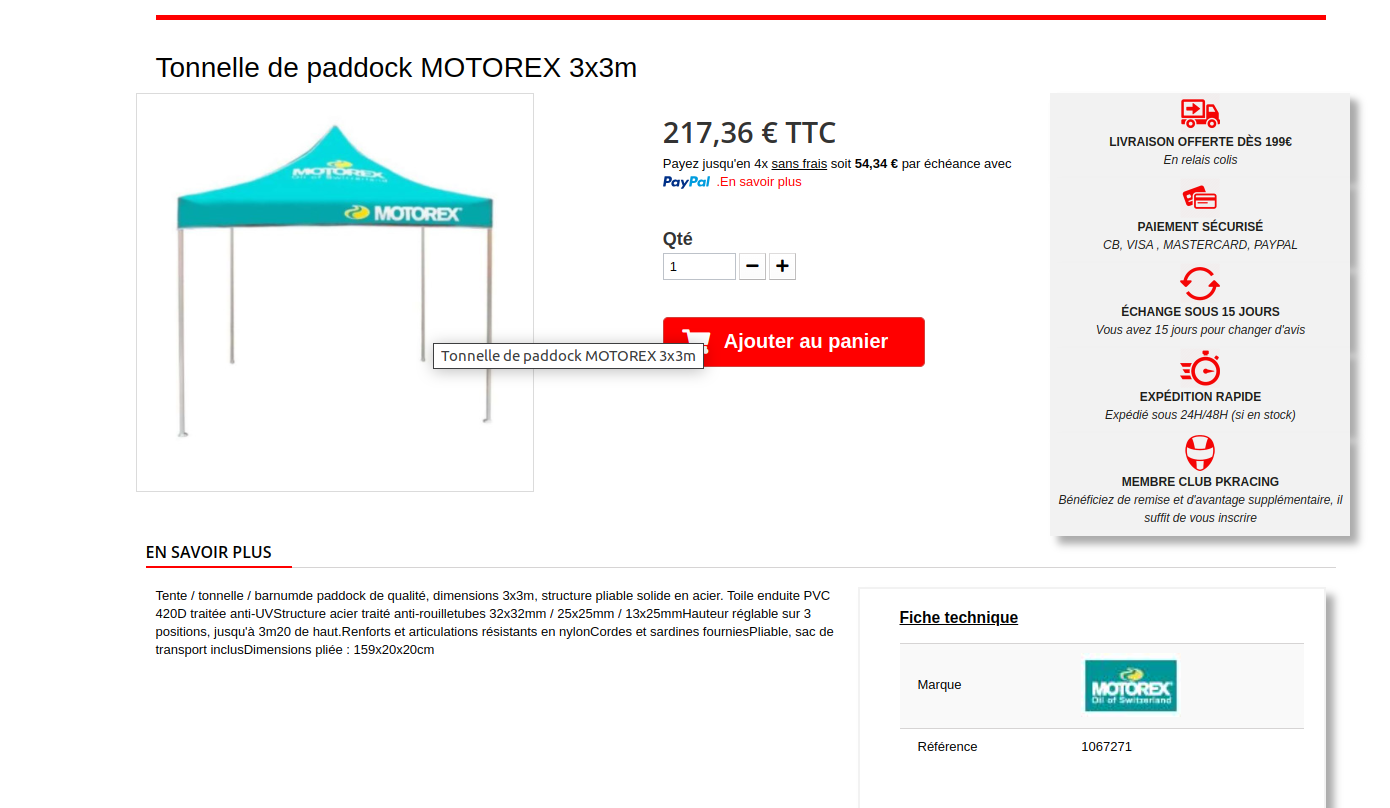 Tonnelle de paddock MOTOREX 3x3m
MOTOREX
Oil of Switzerland
MOTOREX
217,36 € TTC
Payez jusqu'en 4x sans frais soit 54,34 € par échéance avec
PayPal .En savoir plus
Qté
1
Ajouter au panier
Tonnelle de paddock MOTOREX 3x3m
LIVRAISON OFFERTE DÈS 199€
En relais colis
PAIEMENT SÉCURISÉ
CB, VISA , MASTERCARD, PAYPAL
ÉCHANGE SOUS 15 JOURS
Vous avez 15 jours pour changer d'avis
EXPÉDITION RAPIDE
Expédié sous 24H/48H (si en stock)
MEMBRE CLUB PKRACING
Bénéficiez de remise et d'avantage supplémentaire, il
suffit de vous inscrire
EN SAVOIR PLUS
Tente / tonnelle / barnumde paddock de qualité, dimensions 3x3m, structure pliable solide en acier. Toile enduite PVC
420D traitée anti-UVStructure acier traité anti-rouilletubes 32x32mm / 25x25mm / 13x25mmHauteur réglable sur 3
positions, jusqu'à 3m20 de haut.Renforts et articulations résistants en nylonCordes et sardines fourniesPliable, sac de
transport inclusDimensions pliée : 159x20x20cm
Fiche technique
Marque
MOTOREX
Oil of Switzerland
Référence
1067271